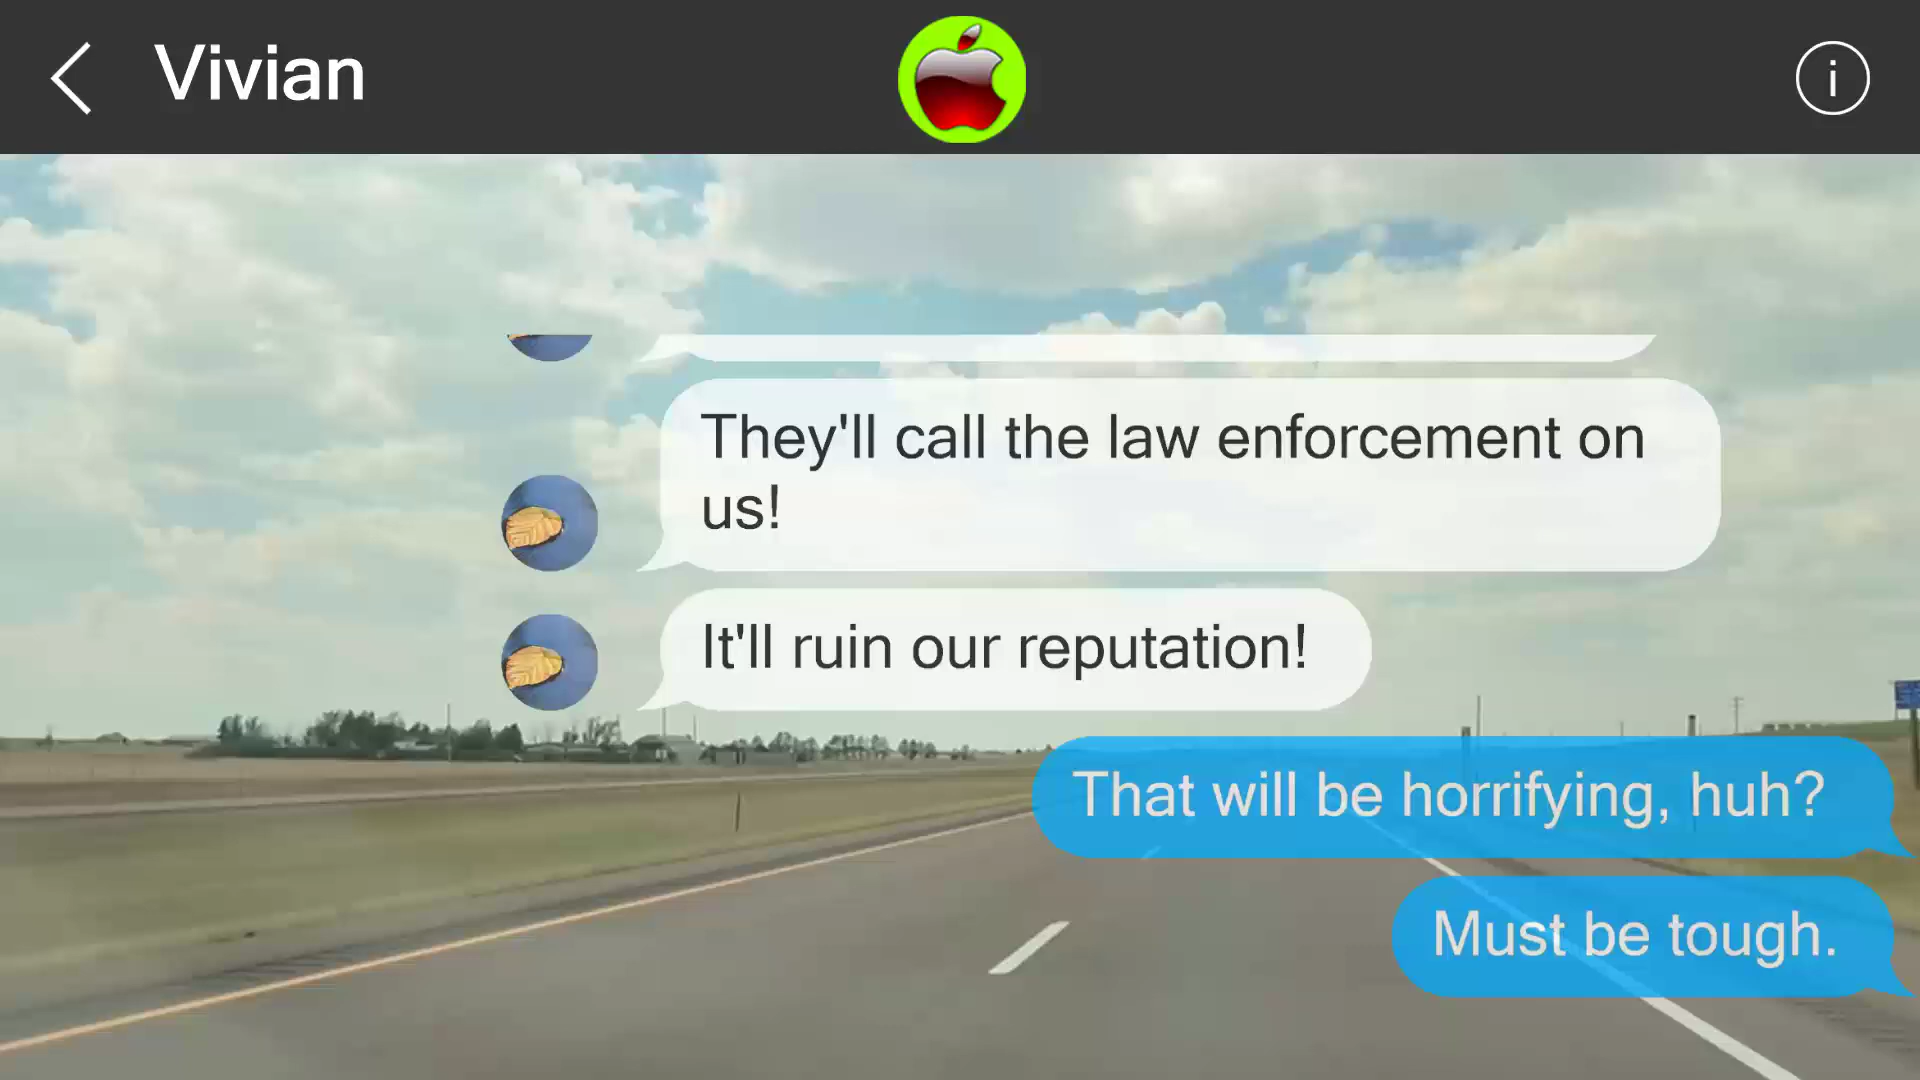 Vivian
i
They'll call the law enforcement on
us!
It'll ruin our reputation!
That will be horrifying, huh?
Must be tough.